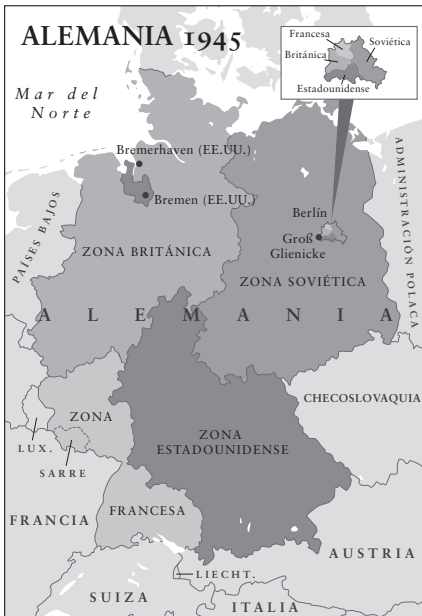 ALEMANIA 1945
Francesa
Soviética
Británica
Estadounidense
Mar del
Norte
Bremerhaven (EE.UU.)
Bremen (EE.UU.)
PAÍSES BAJOS
ADMINISTRACIÓN POLACA
Berlín
Groß
Glienicke
ZONA BRITÁNICA
ZONA SOVIÉTICA
ALEMANIA
CHECOSLOVAQUIA
ZONA
LUX.
SARRE
ZONA
ESTADOUNIDENSE
FRANCIA
FRANCESA
AUSTRIA
LIECHT.
SUIZA
ITALIA